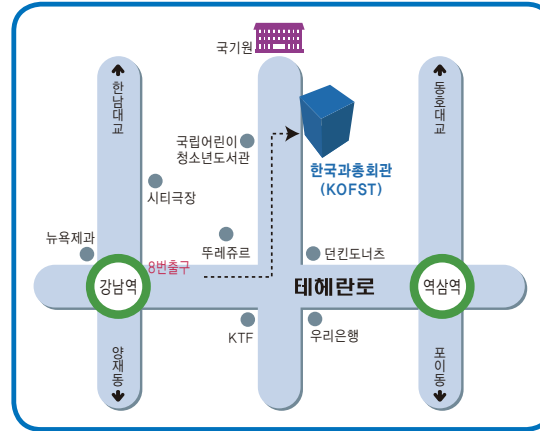 국기원
한남대교
동호대교
국립어린이
청소년도서관
한국과총회관
(KOFST)
시티극장
뉴욕제과
뚜레쥬르
던킨도너츠
8번출구
강남역
테헤란로
역삼역
KTF
우리은행
양재동
포이동